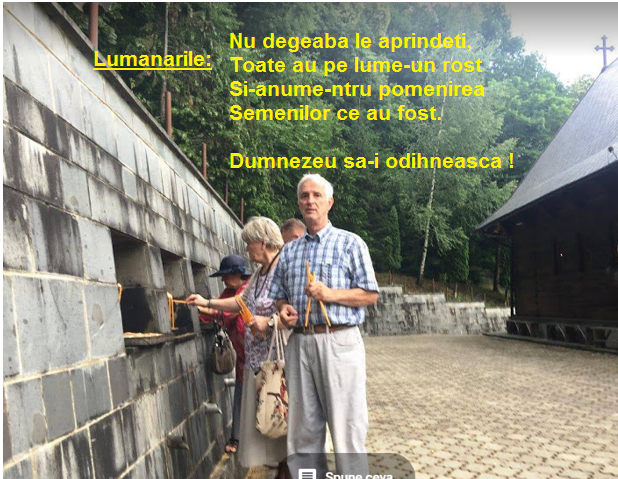 Lumanarile:
Nu degeaba le aprindeti,
Toate au pe lume-un rost
Si-anume-ntru pomenirea
Semenilor ce au fost.
Dumnezeu sa-i odihneasca !
Spune ceva